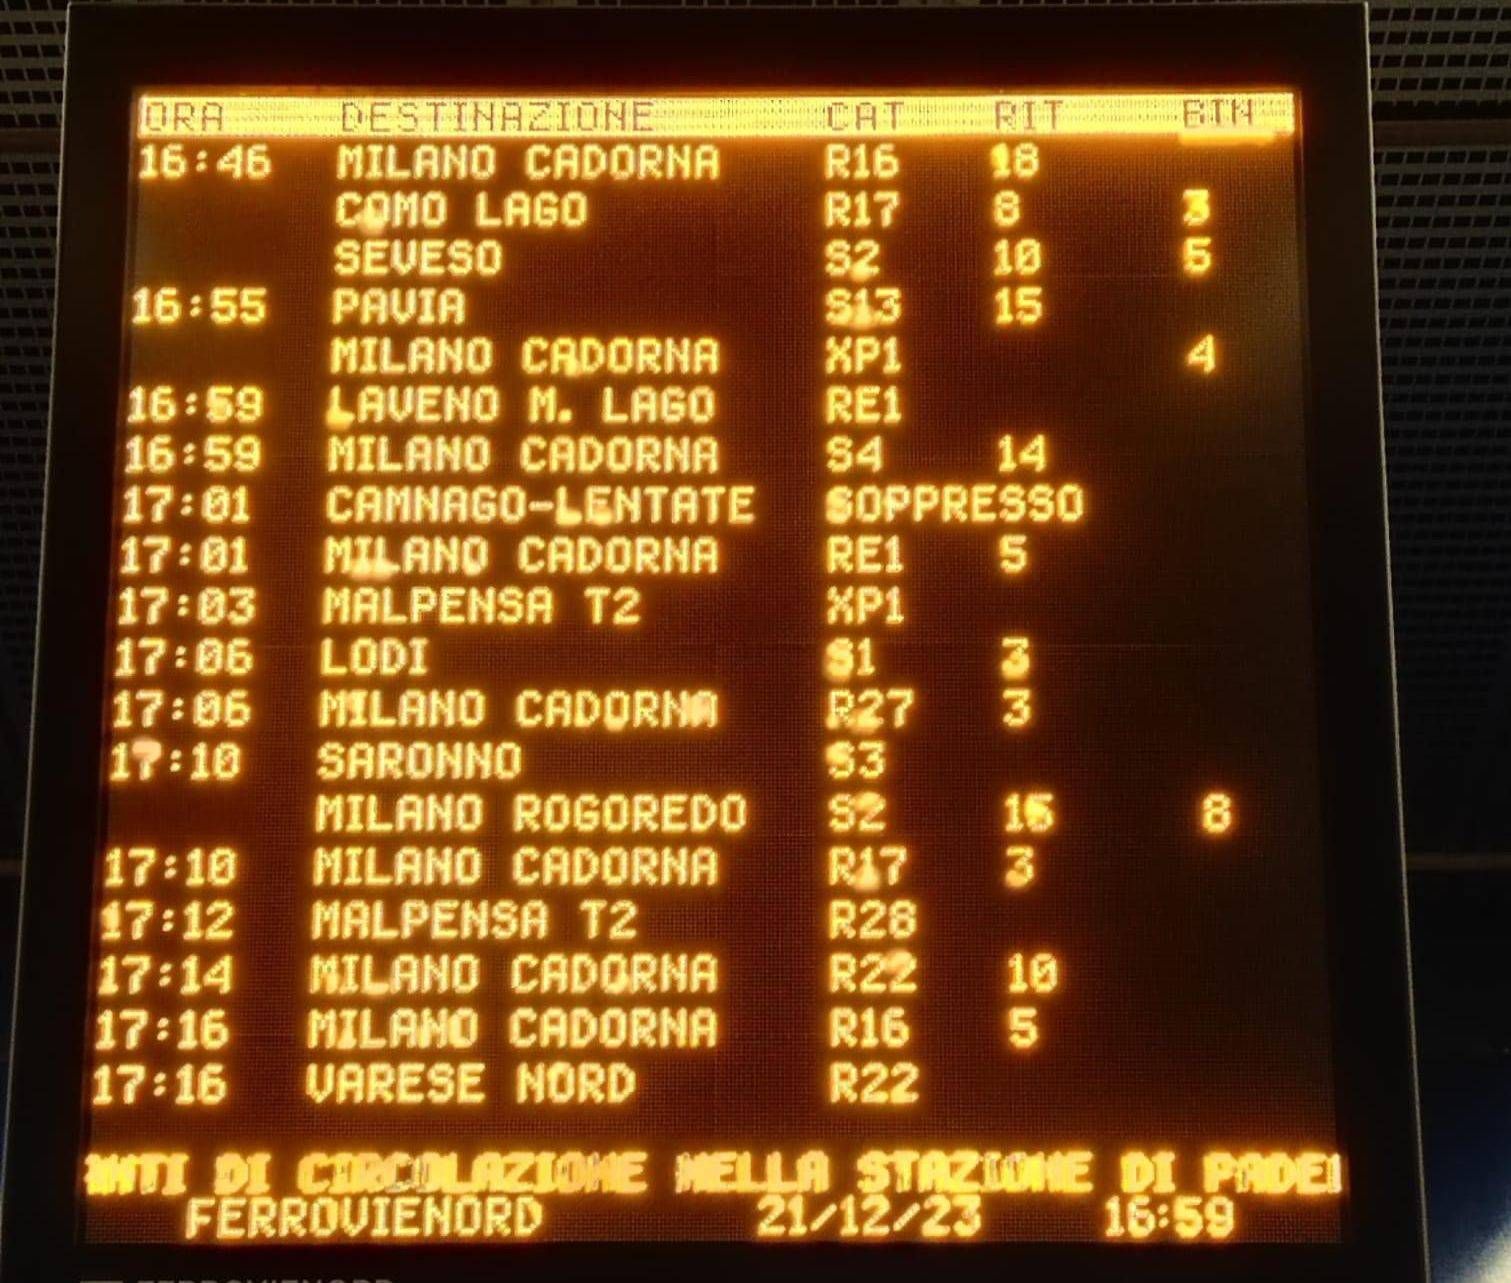 ORA DESTINAZIONE CAT RIT BIN
16:46 MILANO CADORNA R16 18
COMO LAGO R17 8 3
SEVESO S2 10 5
16:55 PAVIA S13 15
MILANO CADORNA XP1 4
16:59 LAVENO M. LAGO RE1
16:59 MILANO CADORNA S4 14
17:01 CAMNAGO-LENTATE SOPPRESSO
17:01 MILANO CADORNA RE1 5
17:03 MALPENSA T2 XP1
17:06 LODI S1 3
17:06 MILANO CADORNA R27 3
17:10 SARONNO S3
MILANO ROGOREDO S2 15 8
17:10 MILANO CADORNA R17 3
17:12 MALPENSA T2 R28
17:14 MILANO CADORNA R22 10
17:16 MILANO CADORNA R16 5
17:16 VARESE NORD R22
NTI DI CIRCOLAZIONE NELLA STAZIONE DI PADE
FERROVIENORD 21/12/23 16:59
FERROVIENORD